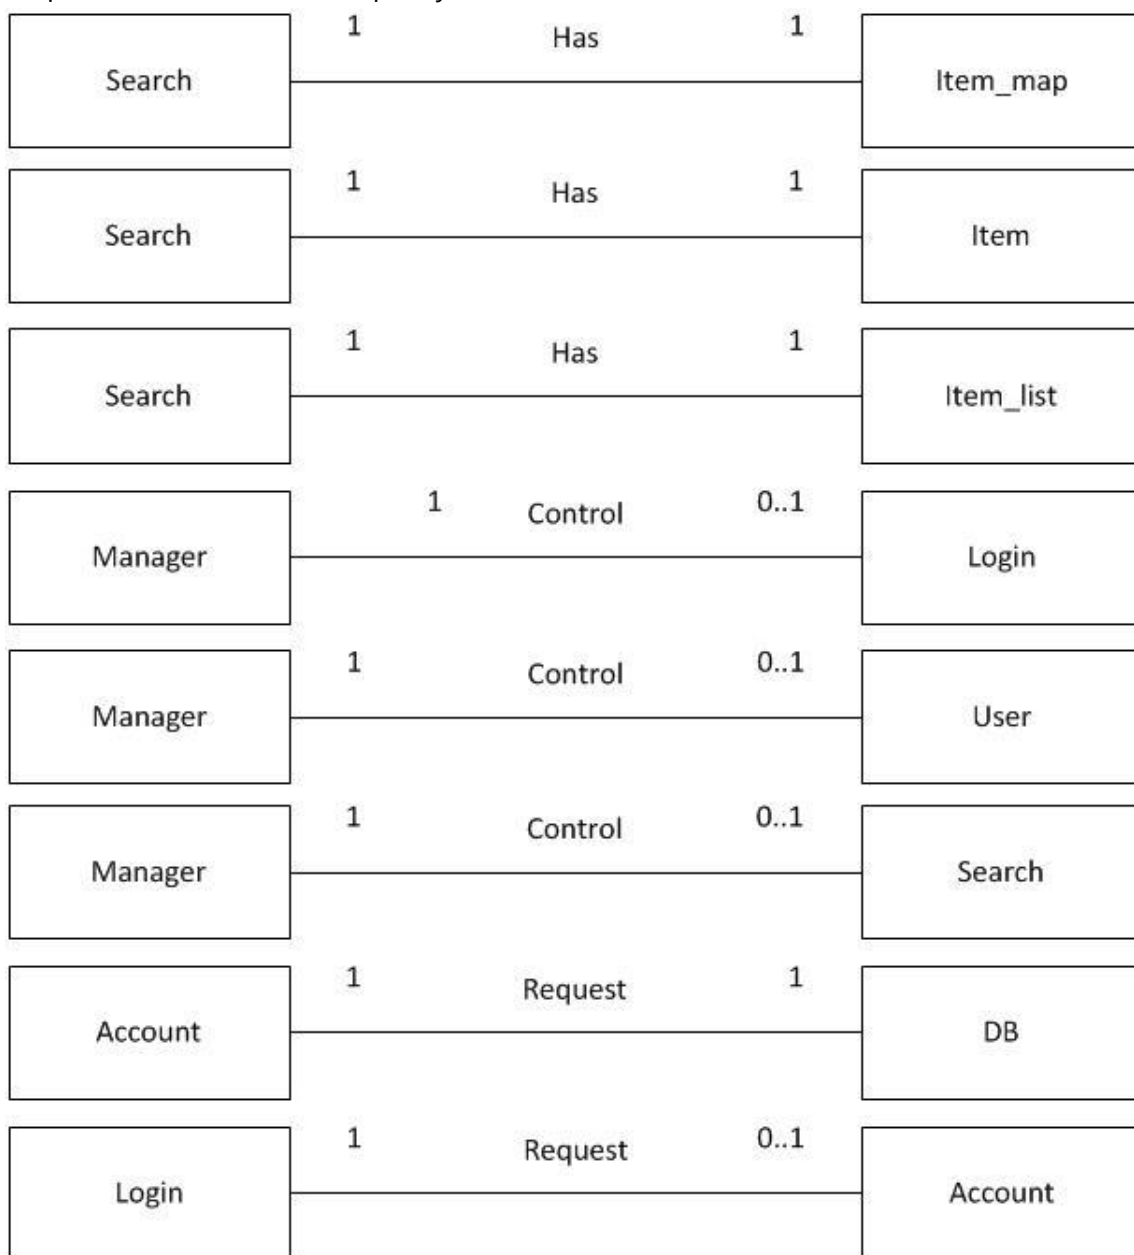 1 Has 1
Search Item_map
1 Has 1
Search Item
1 Has 1
Search Item_list
1 Control 0..1
Manager Login
1 Control 0..1
Manager User
1 Control 0..1
Manager Search
1 Request 1
Account DB
1 Request 0..1
Login Account